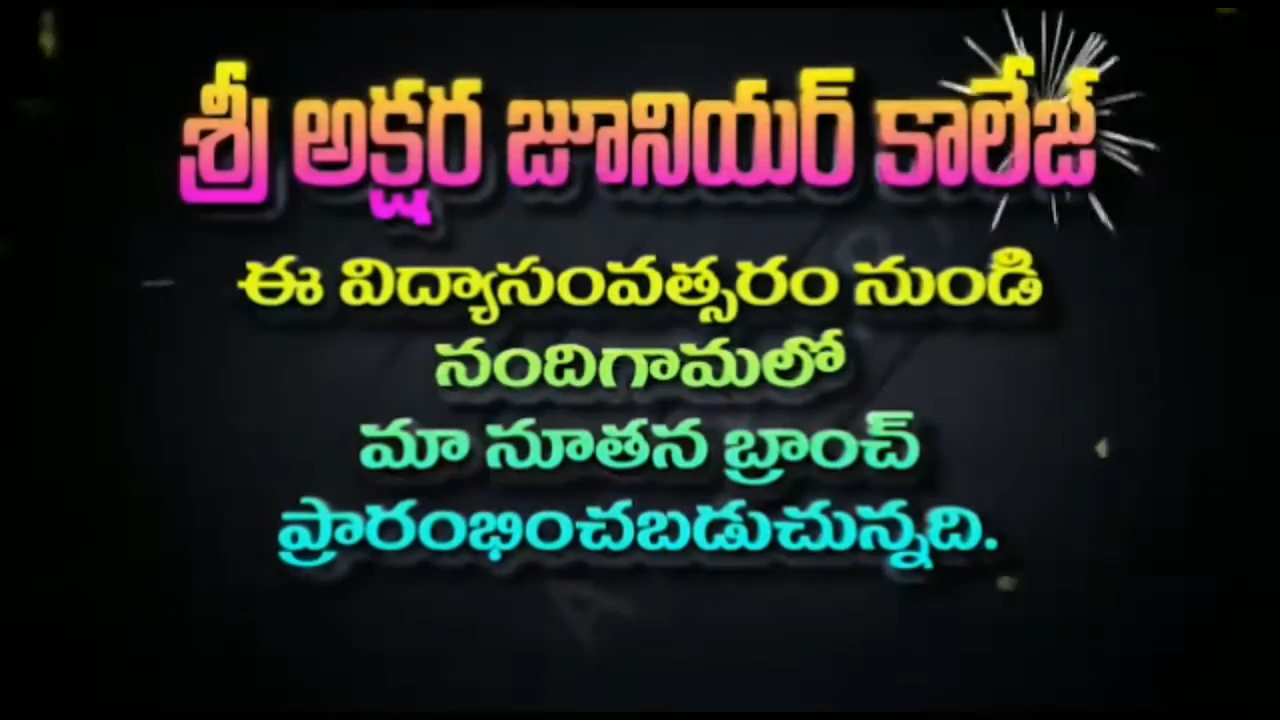 శ్రీ అక్షర జూనియర్ కాలేజ్
ఈ విద్యాసంవత్సరం నుండి
నందిగామలో
మా నూతన బ్రాంచ్
ప్రారంభించబడుచున్నది.